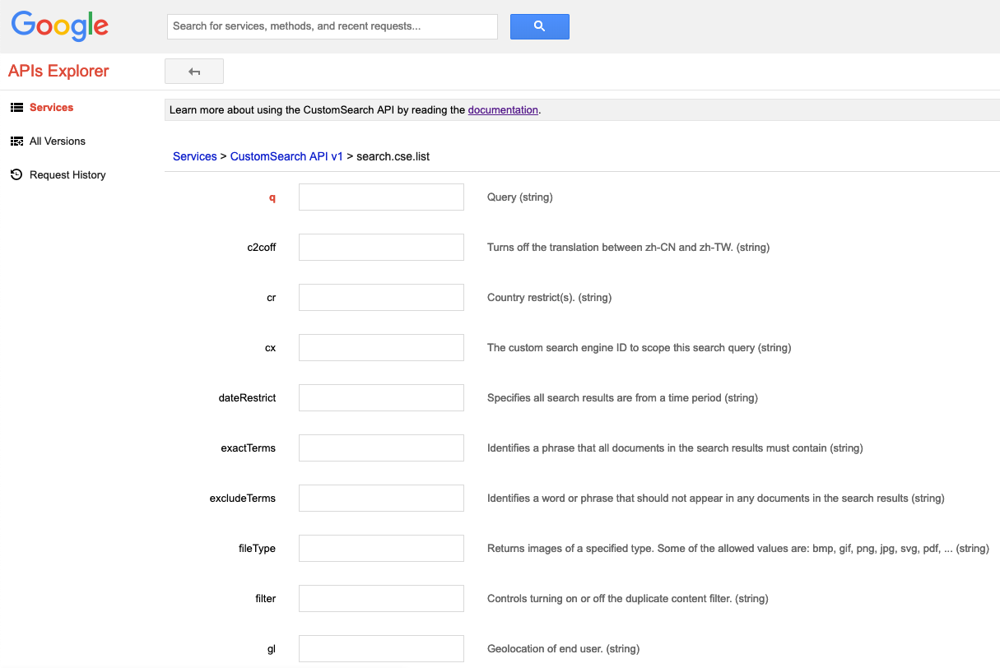 Google
Search for services, methods, and recent requests...
APIs Explorer
Services
All Versions
Request History
Learn more about using the CustomSearch API by reading the documentation.
Services > CustomSearch API v1 > search.cse.list
q Query (string)
c2coff Turns off the translation between zh-CN and zh-TW. (string)
cr Country restrict(s). (string)
cx The custom search engine ID to scope this search query (string)
dateRestrict Specifies all search results are from a time period (string)
exactTerms Identifies a phrase that all documents in the search results must contain (string)
excludeTerms Identifies a word or phrase that should not appear in any documents in the search results (string)
fileType Returns images of a specified type. Some of the allowed values are: bmp, gif, png, jpg, svg, pdf, ... (string)
filter Controls turning on or off the duplicate content filter. (string)
gl Geolocation of end user. (string)